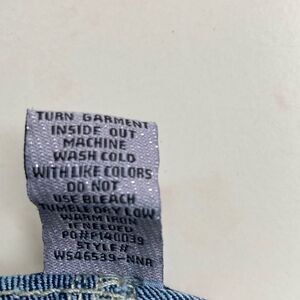 TURN GARMENT
INSIDE OUT
MACHINE
WASH COLD
WITH LIKE COLORS
DO NOT
USE BLEACH
TUMBLE DRY LOW
WARM IRON
IF NEEDED
PO#P140039
STYLE#
WS46539-NNA